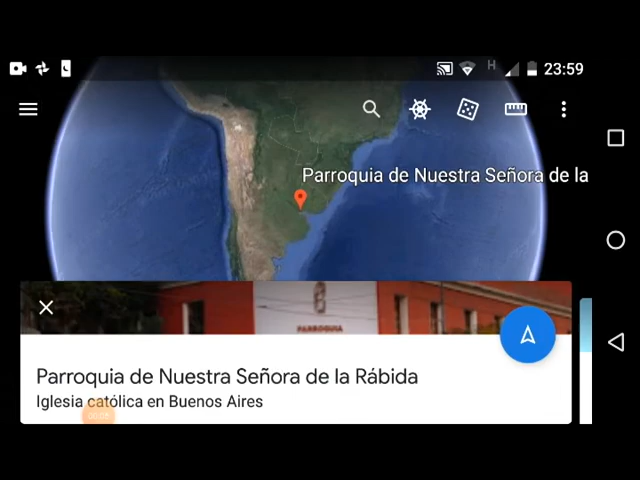 H 23:59
Parroquia de Nuestra Señora de la
PARROQUIA
Parroquia de Nuestra Señora de la Rábida
Iglesia católica en Buenos Aires